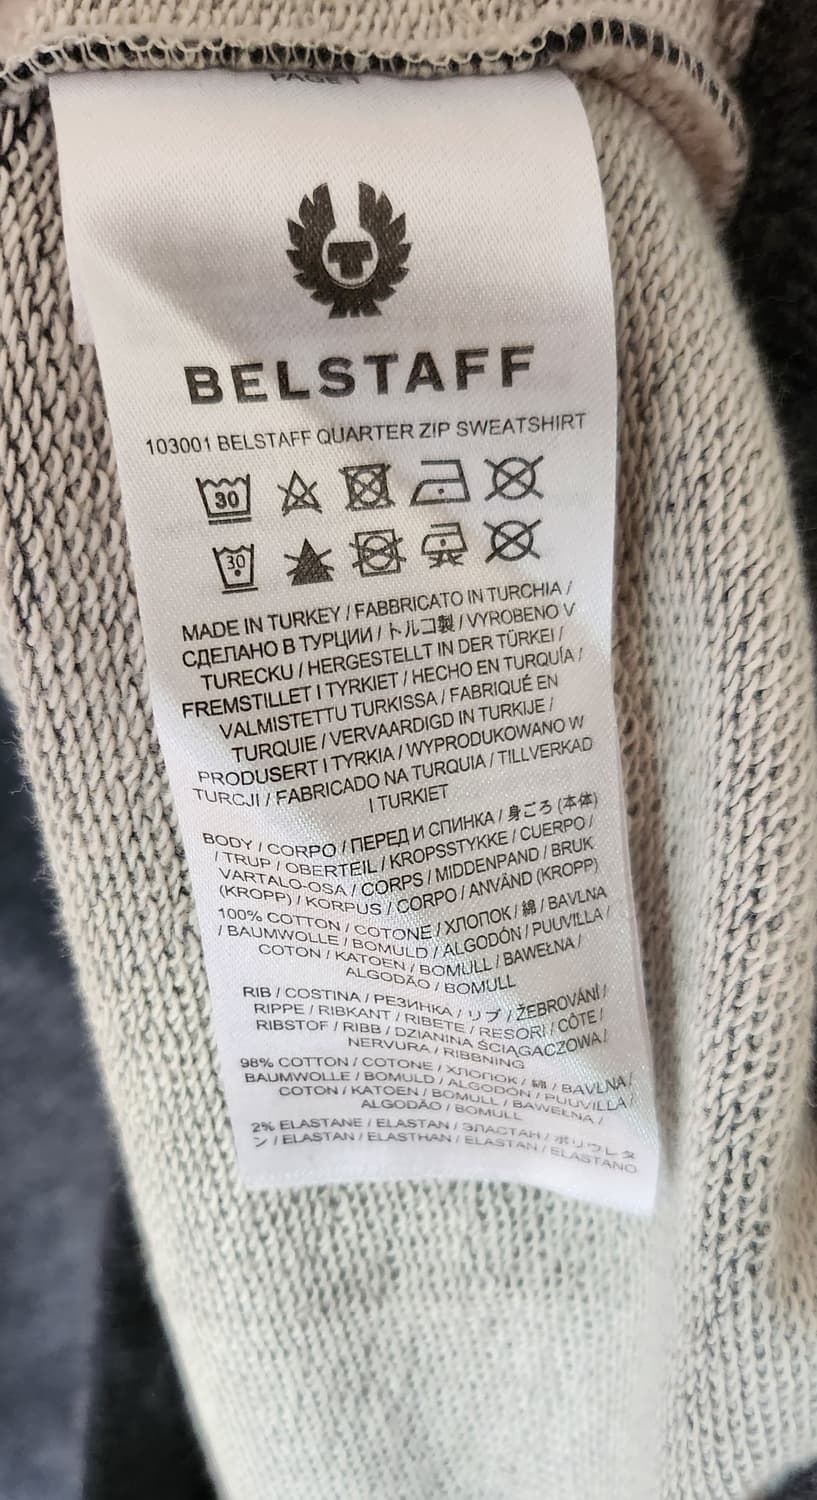 PAGE 1
BELSTAFF
103001 BELSTAFF QUARTER ZIP SWEATSHIRT
30
30
MADE IN TURKEY / FABBRICATO IN TURCHIA /
СДЕЛАНО В ТУРЦИИ / トルコ製 / VYROBENO V
TURECKU / HERGESTELLT IN DER TÜRKEI /
FREMSTILLET I TYRKIET / HECHO EN TURQUÍA /
VALMISTETTU TURKISSA / FABRIQUÉ EN
TURQUIE / VERVAARDIGD IN TURKIJE /
PRODUSERT I TYRKIA / WYPRODUKOWANO W
TURCJI / FABRICADO NA TURQUIA / TILLVERKAD
I TURKIET
BODY / CORPO / ПЕРЕД И СПИНКА / 身ごろ (本体)
/ TRUP / OBERTEIL / KROPSSTYKKE / CUERPO /
VARTALO-OSA / CORPS / MIDDENPAND / BRUK
(KROPP) / KORPUS / CORPO / ANVÄND (KROPP)
100% COTTON / COTONE / ХЛОПОК / 綿 / BAVLNA
/ BAUMWOLLE / BOMULD / ALGODÓN / PUUVILLA /
COTON / KATOEN / BOMULL / BAWEŁNA /
ALGODÃO / BOMULL
RIB / COSTINA / РЕЗИНКА / リブ / ŽEBROVÁNÍ /
RIPPE / RIBKANT / RIBETE / RESORI / CÔTE /
RIBSTOF / RIBB / DZIANINA ŚCIĄGACZOWA /
NERVURA / RIBBNING
98% COTTON / COTONE / ХЛОПОК / 綿 / BAVLNA /
BAUMWOLLE / BOMULD / ALGODÓN / PUUVILLA /
COTON / KATOEN / BOMULL / BAWEŁNA /
ALGODÃO / BOMULL
2% ELASTANE / ELASTAN / ЭЛАСТАН / ポリウレタ
ン / ELASTAN / ELASTHAN / ELASTAN / ELASTANO